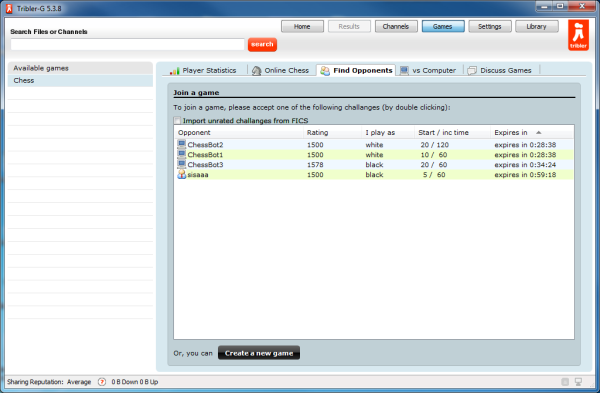 Tribler-G 5.3.8
Search Files or Channels
search
Home Results Channels Games Settings Library
tribler
Available games
Chess
Player Statistics Online Chess Find Opponents vs Computer Discuss Games
Join a game
To join a game, please accept one of the following challanges (by double clicking):
Import unrated challanges from FICS
Opponent Rating I play as Start / inc time Expires in
ChessBot2 1500 white 20 / 120 expires in 0:28:38
ChessBot1 1500 white 10 / 60 expires in 0:28:38
ChessBot3 1578 black 20 / 60 expires in 0:34:24
sisaaa 1500 black 5 / 60 expires in 0:59:18
Or, you can Create a new game
Sharing Reputation: Average ? 0 B Down 0 B Up